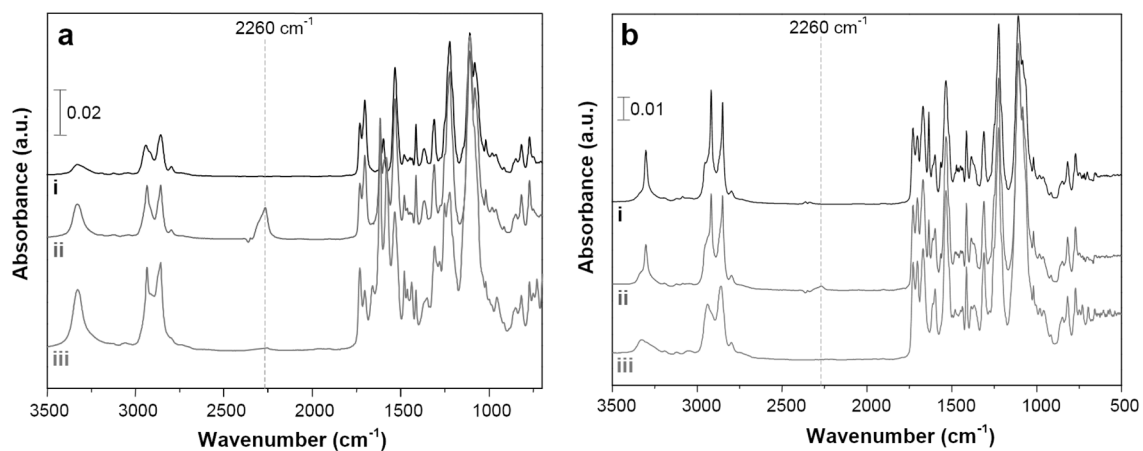 a
2260 cm⁻¹
0.02
i
ii
iii
Absorbance (a.u.)
3500 3000 2500 2000 1500 1000
Wavenumber (cm⁻¹)
b
2260 cm⁻¹
0.01
i
ii
iii
Absorbance (a.u.)
3500 3000 2500 2000 1500 1000 500
Wavenumber (cm⁻¹)